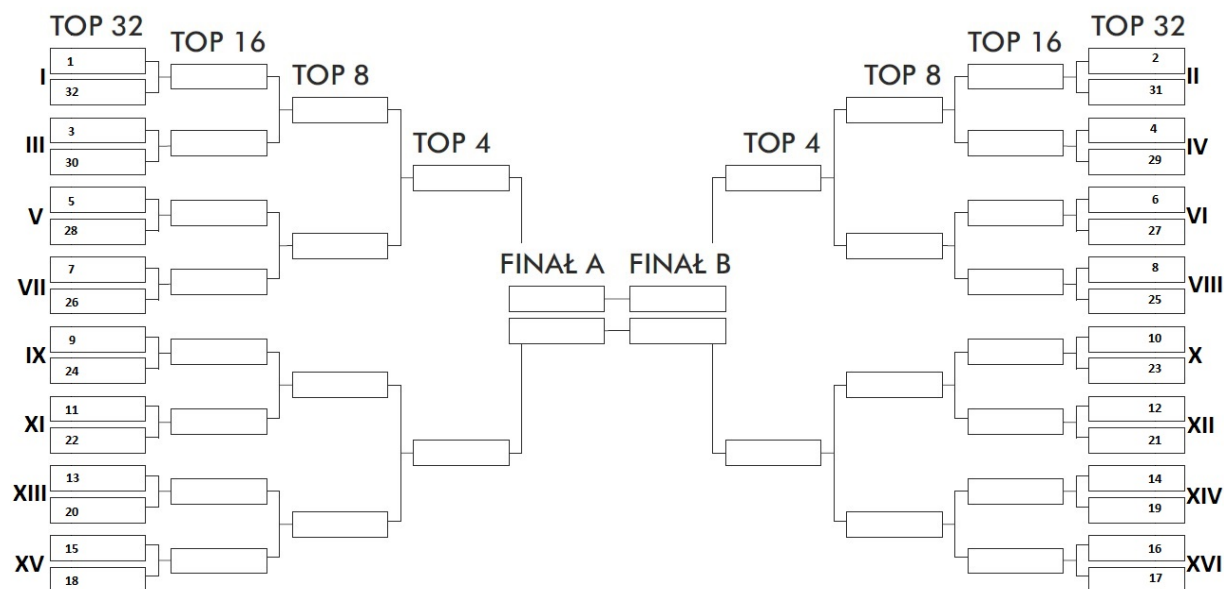 TOP 32
TOP 16
TOP 8
TOP 4
I
1
32
III
3
30
V
5
28
VII
7
26
IX
9
24
XI
11
22
XIII
13
20
XV
15
18
FINAŁ A
FINAŁ B
TOP 4
TOP 8
TOP 16
TOP 32
2
31
II
4
29
IV
6
27
VI
8
25
VIII
10
23
X
12
21
XII
14
19
XIV
16
17
XVI